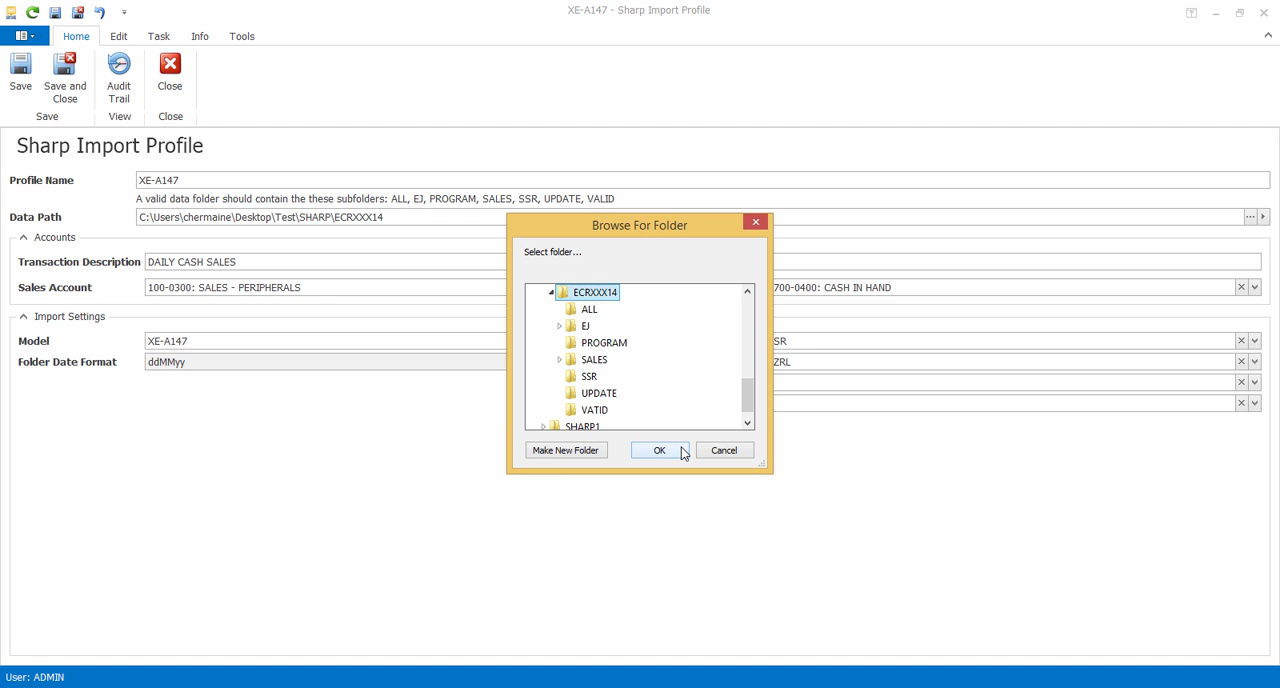 XE-A147 - Sharp Import Profile
Home Edit Task Info Tools
Save Save and Close Audit Trail Close
Save View Close
Sharp Import Profile
Profile Name XE-A147
A valid data folder should contain the these subfolders: ALL, EJ, PROGRAM, SALES, SSR, UPDATE, VALID
Data Path C:\Users\chermaine\Desktop\Test\SHARP\ECRXXX14
Accounts
Transaction Description DAILY CASH SALES
Sales Account 100-0300: SALES - PERIPHERALS 700-0400: CASH IN HAND
Import Settings
Model XE-A147 SR
Folder Date Format ddMMyy ZRL
Browse For Folder
Select folder...
ECRXXX14
ALL
EJ
PROGRAM
SALES
SSR
UPDATE
VATID
SHARP1
Make New Folder OK Cancel
User: ADMIN